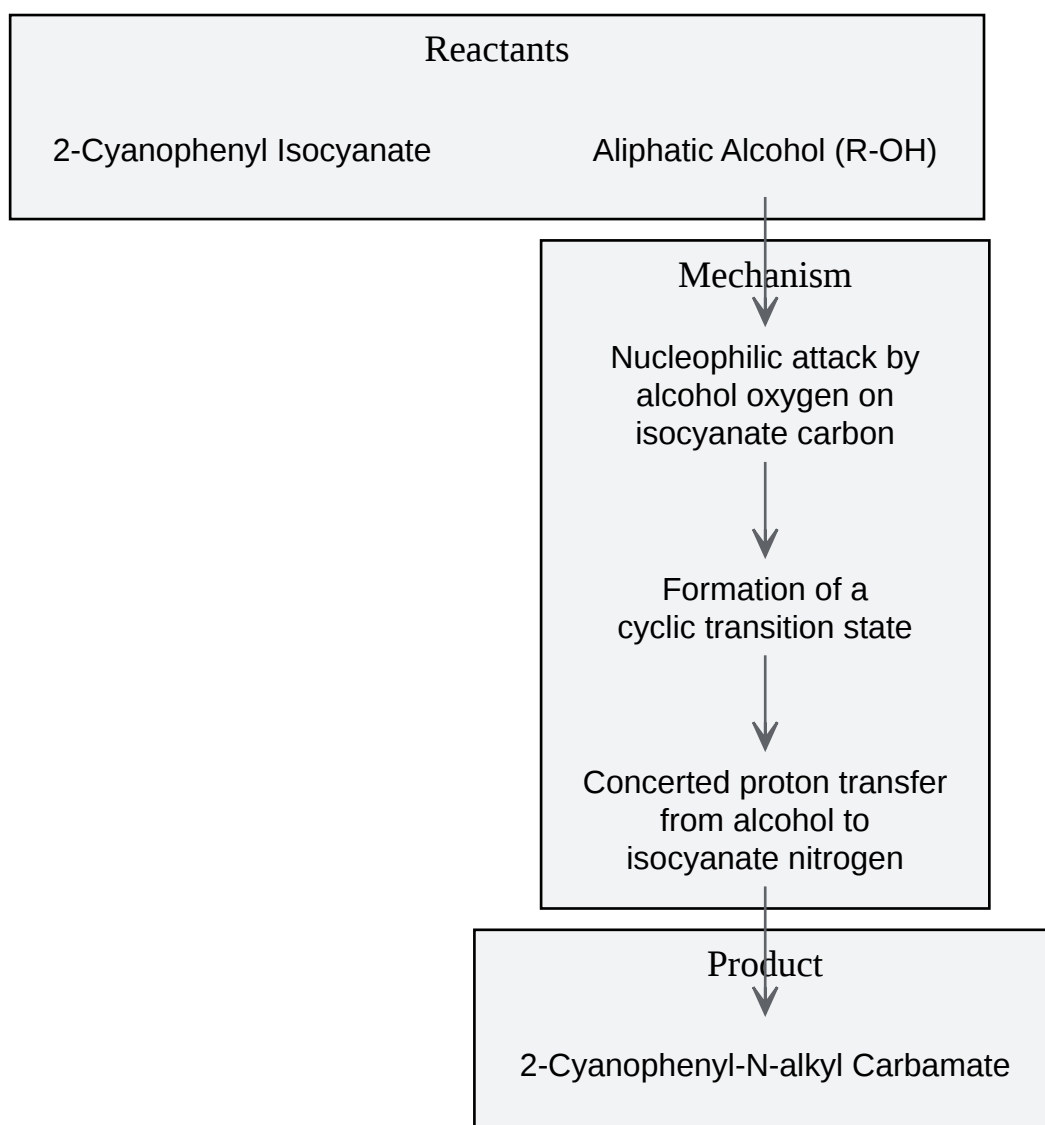 Reactants
2-Cyanophenyl Isocyanate
Aliphatic Alcohol (R-OH)
Mechanism
Nucleophilic attack by
alcohol oxygen on
isocyanate carbon
Formation of a
cyclic transition state
Concerted proton transfer
from alcohol to
isocyanate nitrogen
Product
2-Cyanophenyl-N-alkyl Carbamate